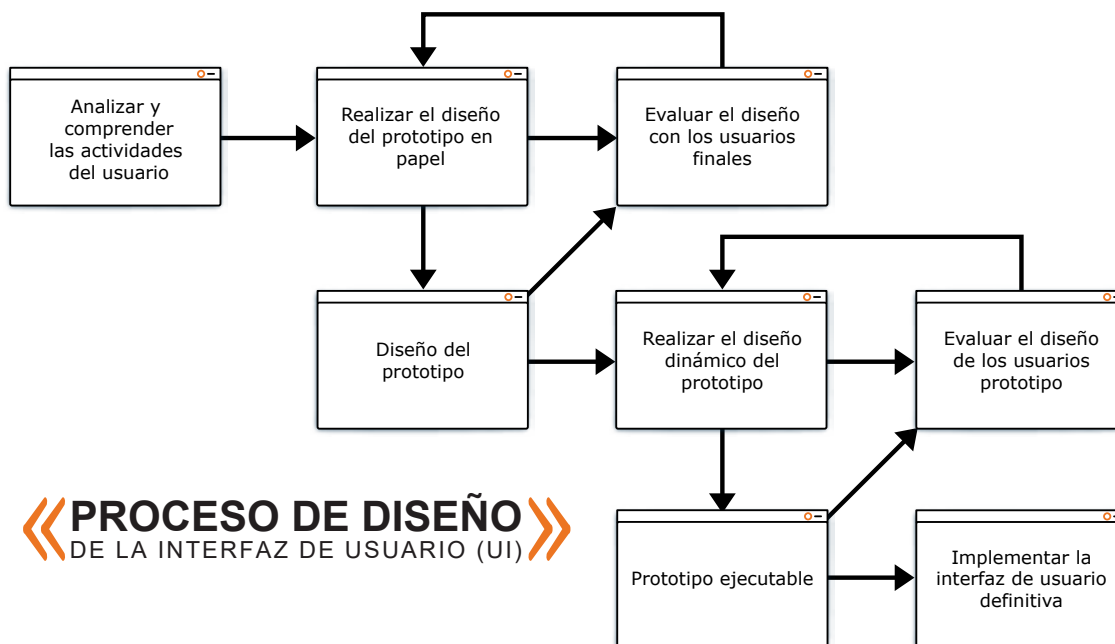 Analizar y
comprender
las actividades
del usuario
Realizar el diseño
del prototipo en
papel
Evaluar el diseño
con los usuarios
finales
Diseño del
prototipo
Realizar el diseño
dinámico del
prototipo
Evaluar el diseño
de los usuarios
prototipo
PROCESO DE DISEÑO
DE LA INTERFAZ DE USUARIO (UI)
Prototipo ejecutable
Implementar la
interfaz de usuario
definitiva